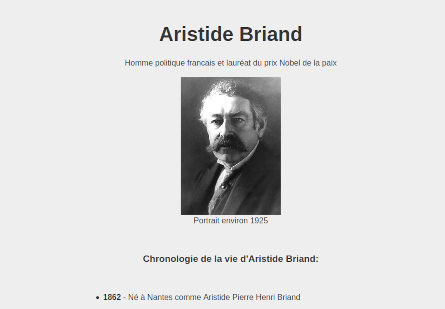 Aristide Briand
Homme politique francais et lauréat du prix Nobel de la paix
Portrait environ 1925
Chronologie de la vie d'Aristide Briand:
• 1862 - Né à Nantes comme Aristide Pierre Henri Briand